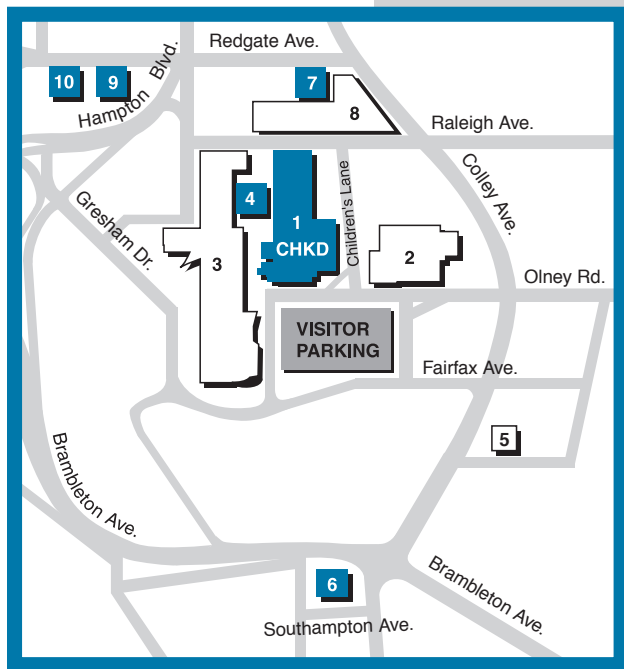 Redgate Ave.
10
9
Hampton Blvd.
7
8
Raleigh Ave.
4
1
CHKD
Children's Lane
Colley Ave.
Gresham Dr.
3
2
Olney Rd.
VISITOR
PARKING
Fairfax Ave.
5
Brambleton Ave.
6
Brambleton Ave.
Southampton Ave.